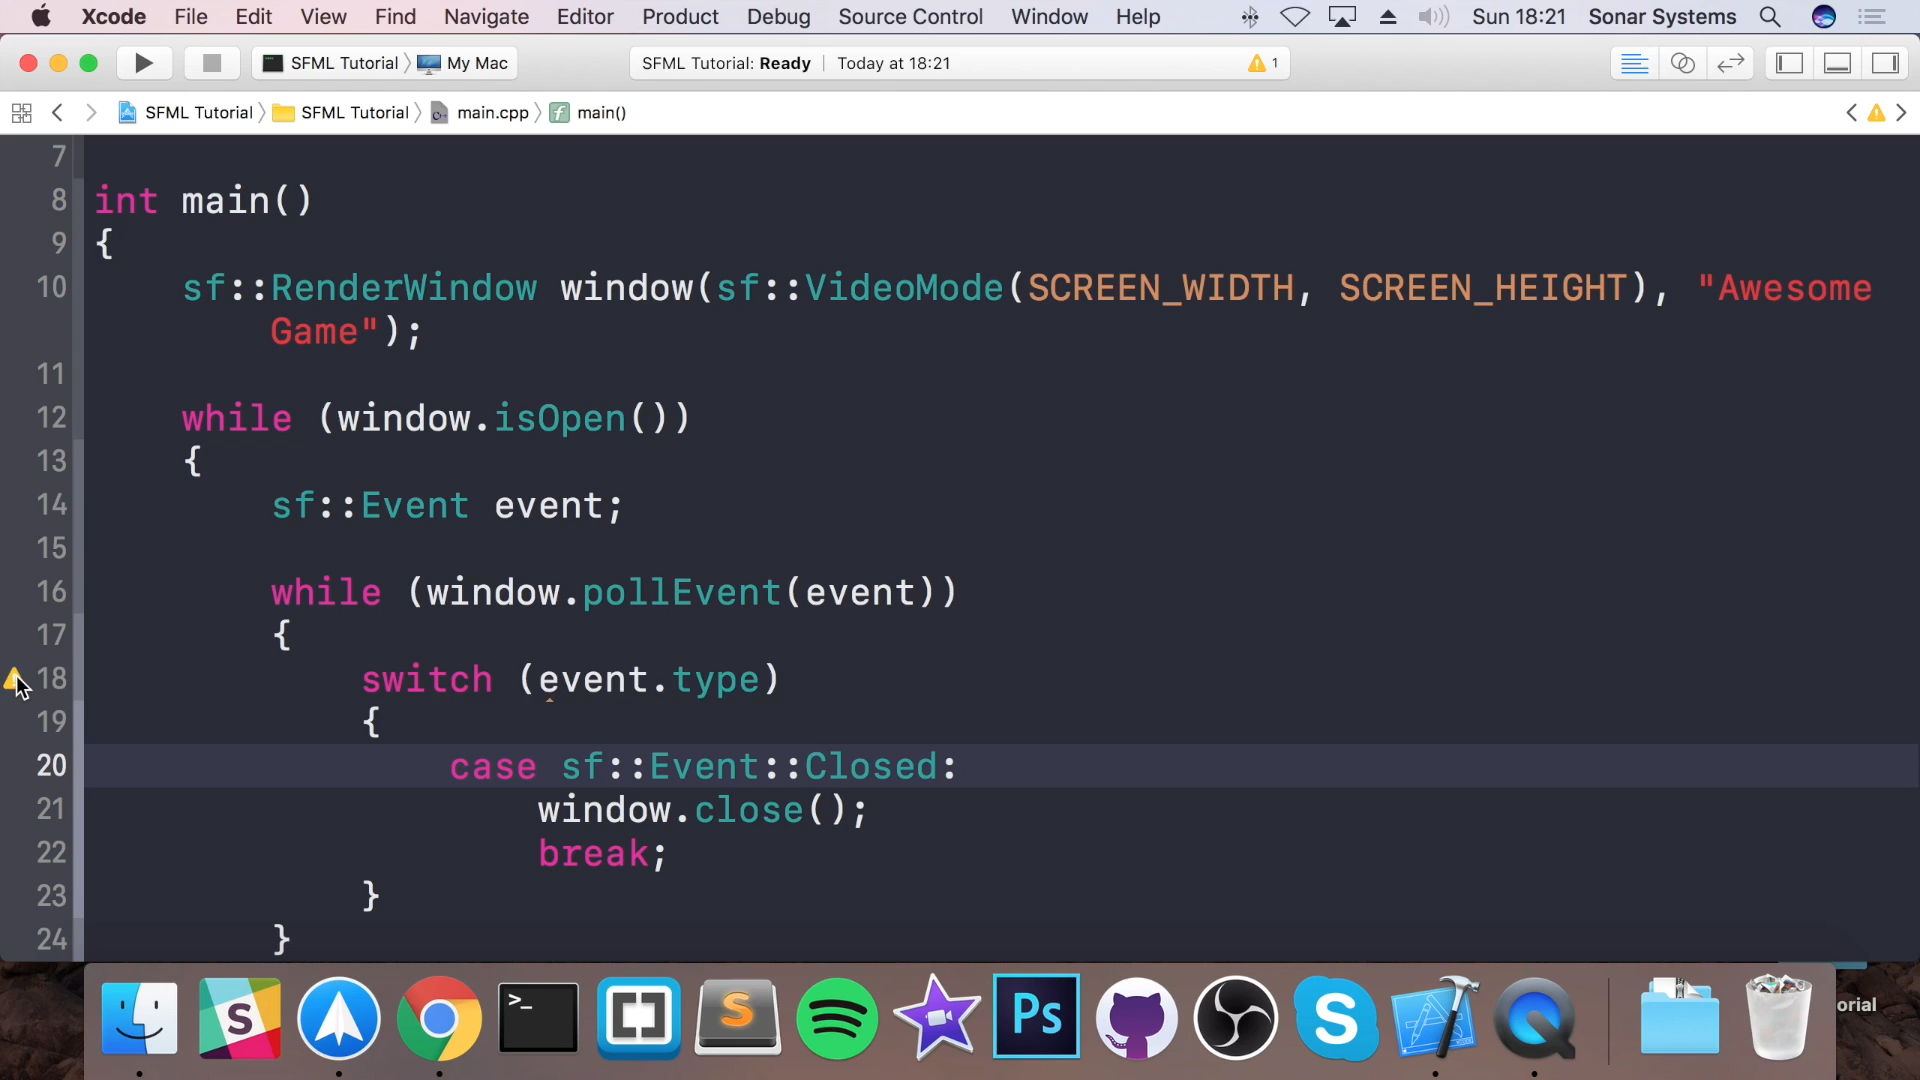 Xcode File Edit View Find Navigate Editor Product Debug Source Control Window Help Sun 18:21 Sonar Systems
SFML Tutorial My Mac SFML Tutorial: Ready Today at 18:21 1
SFML Tutorial SFML Tutorial main.cpp main()
7
8 int main()
9 {
10 sf::RenderWindow window(sf::VideoMode(SCREEN_WIDTH, SCREEN_HEIGHT), "Awesome
Game");
11
12 while (window.isOpen())
13 {
14 sf::Event event;
15
16 while (window.pollEvent(event))
17 {
18 switch (event.type)
19 {
20 case sf::Event::Closed:
21 window.close();
22 break;
23 }
24 }
S >_ S Ps S orial